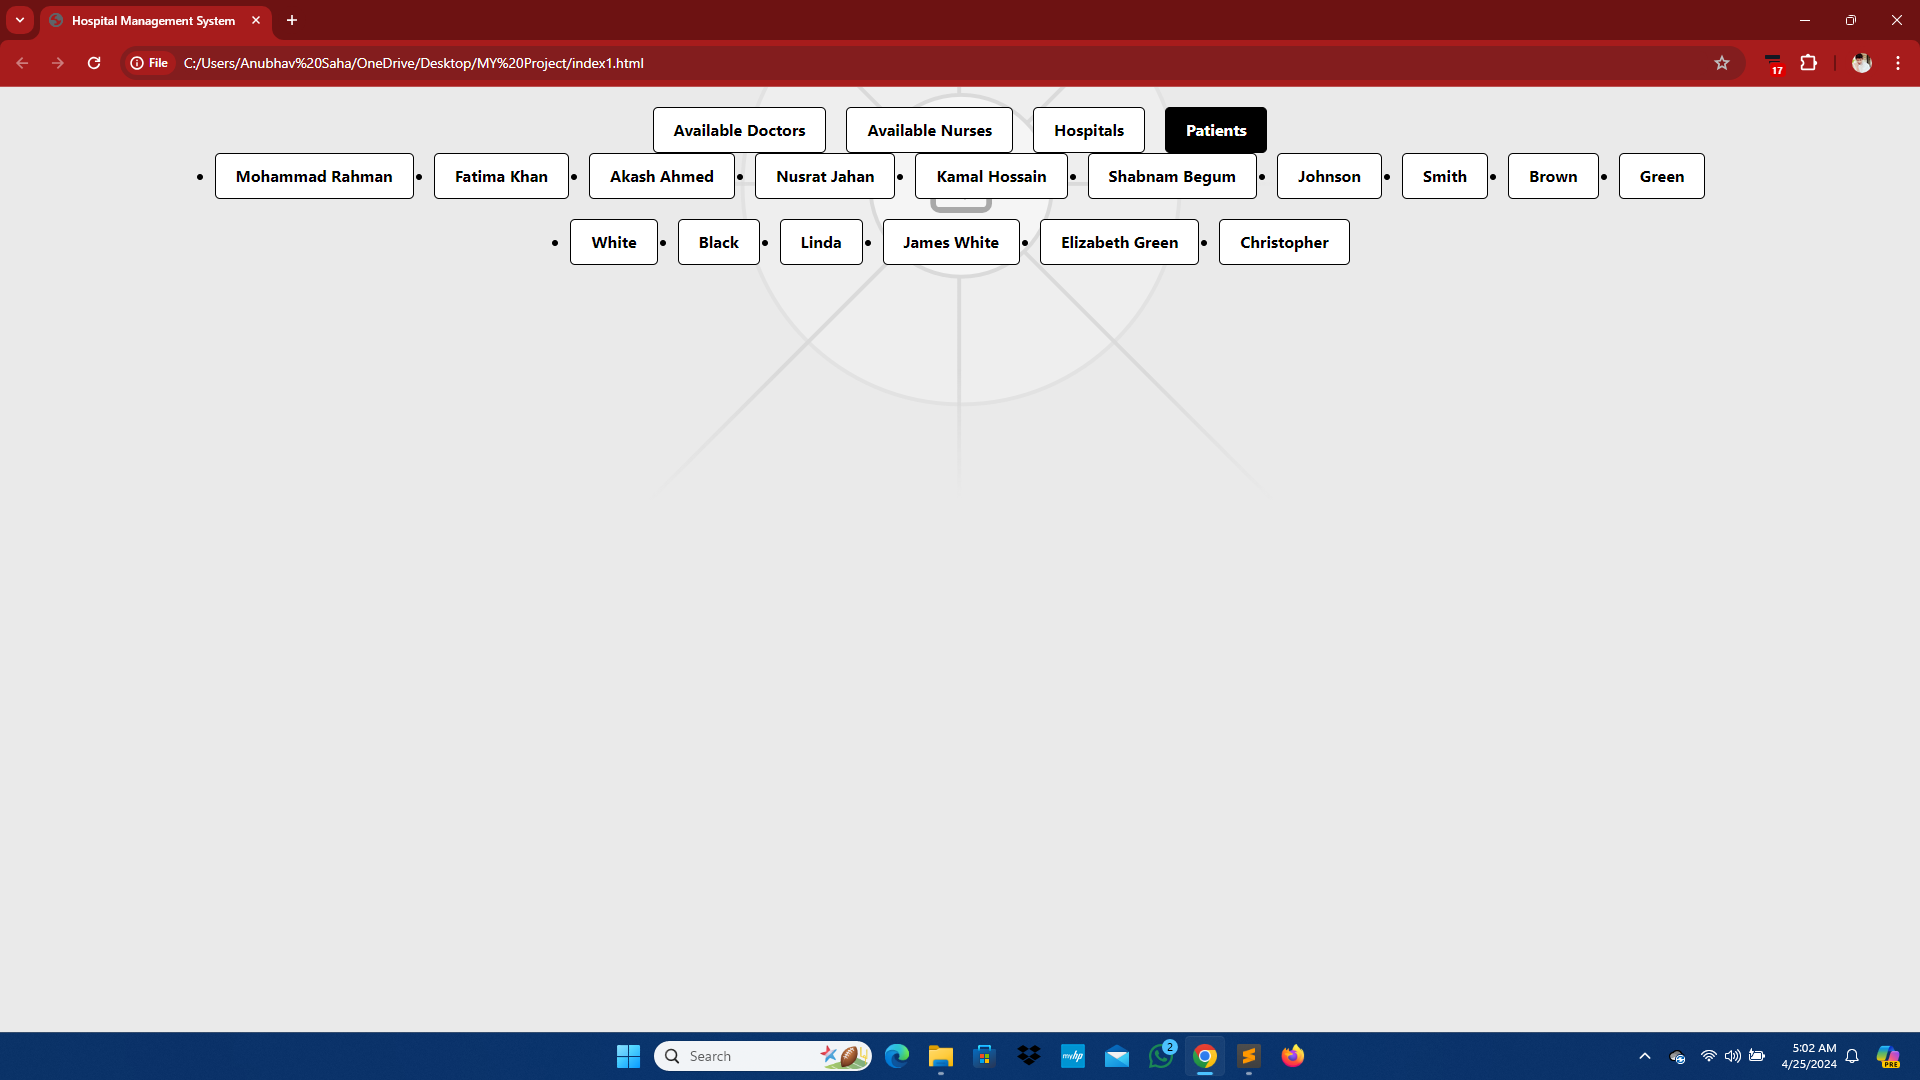 Hospital Management System
File C:/Users/Anubhav%20Saha/OneDrive/Desktop/MY%20Project/index1.html
17
Available Doctors Available Nurses Hospitals Patients
• Mohammad Rahman • Fatima Khan • Akash Ahmed • Nusrat Jahan • Kamal Hossain • Shabnam Begum • Johnson • Smith • Brown • Green
• White • Black • Linda • James White • Elizabeth Green • Christopher
Search myhp 2 5:02 AM
4/25/2024
PRE